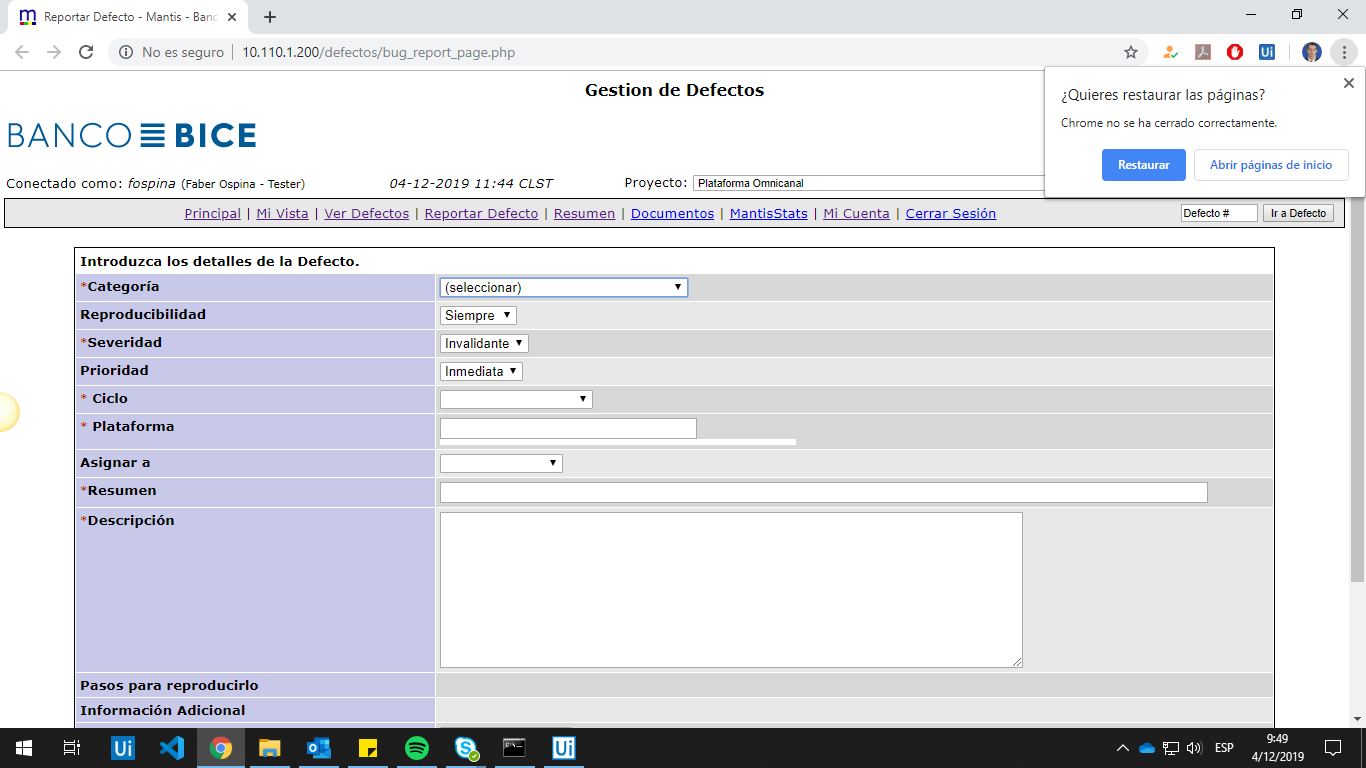 Reportar Defecto - Mantis - Banc
No es seguro | 10.110.1.200/defectos/bug_report_page.php
Ui
¿Quieres restaurar las páginas?
Chrome no se ha cerrado correctamente.
Restaurar
Abrir páginas de inicio
Gestion de Defectos
BANCO BICE
Conectado como: fospina (Faber Ospina - Tester)
04-12-2019 11:44 CLST
Proyecto: Plataforma Omnicanal
Principal | Mi Vista | Ver Defectos | Reportar Defecto | Resumen | Documentos | MantisStats | Mi Cuenta | Cerrar Sesión
Defecto #
Ir a Defecto
Introduzca los detalles de la Defecto.
*Categoría (seleccionar)
Reproducibilidad Siempre
*Severidad Invalidante
Prioridad Inmediata
* Ciclo
* Plataforma
Asignar a
*Resumen
*Descripción
Pasos para reproducirlo
Información Adicional
Ui
Ui
ESP
9:49
4/12/2019